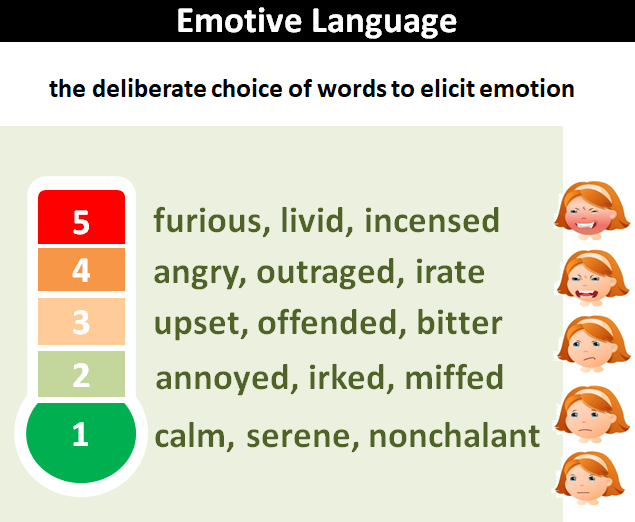 Emotive Language
the deliberate choice of words to elicit emotion
5 furious, livid, incensed
4 angry, outraged, irate
3 upset, offended, bitter
2 annoyed, irked, miffed
1 calm, serene, nonchalant